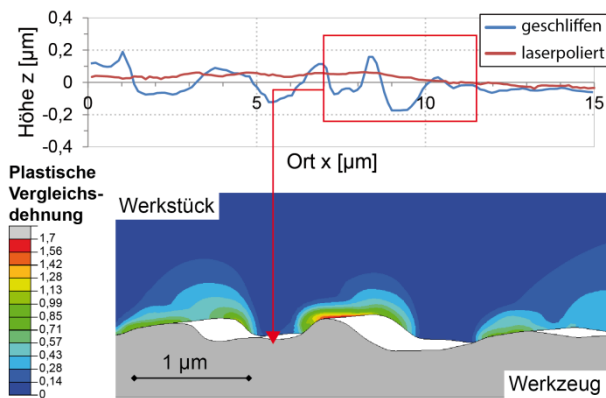 0,4
0,2
0
-0,2
-0,4
Höhe z [µm]
geschliffen
laserpoliert
0
5
10
15
Ort x [µm]
Plastische
Vergleichs-
dehnung
1,7
1,56
1,42
1,28
1,13
0,99
0,85
0,71
0,57
0,43
0,28
0,14
0
Werkstück
1 µm
Werkzeug